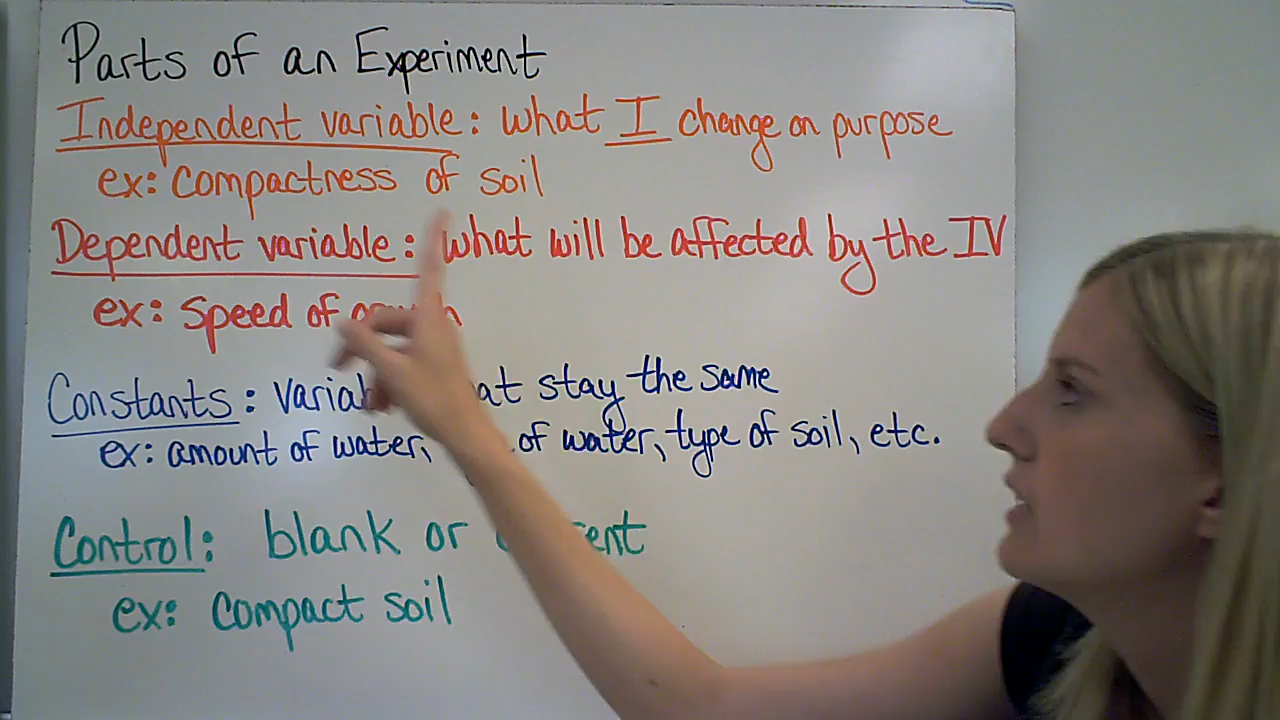 Parts of an Experiment
Independent variable: what I change on purpose
ex: compactness of soil
Dependent variable: what will be affected by the IV
ex: speed of
Constants: stay the same
ex: amount of water, of water, type of soil, etc.
Control: blank or
ex: compact soil